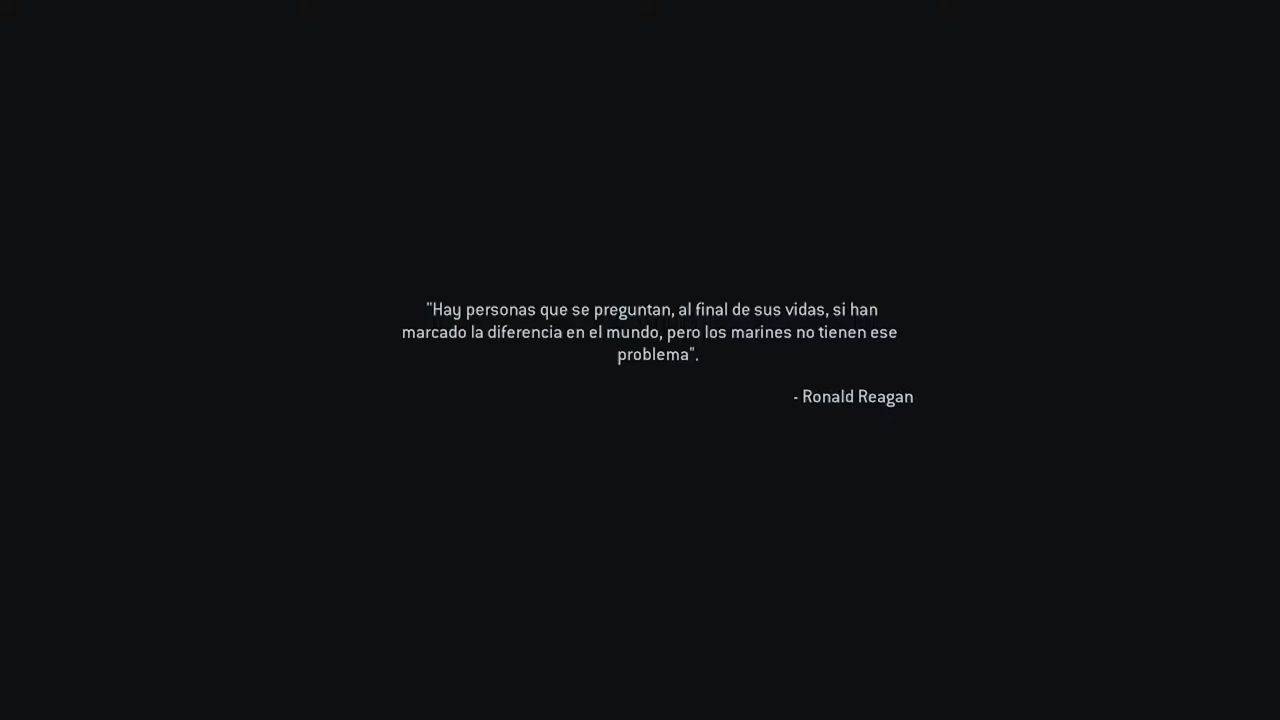 "Hay personas que se preguntan, al final de sus vidas, si han
marcado la diferencia en el mundo, pero los marines no tienen ese
problema".
- Ronald Reagan